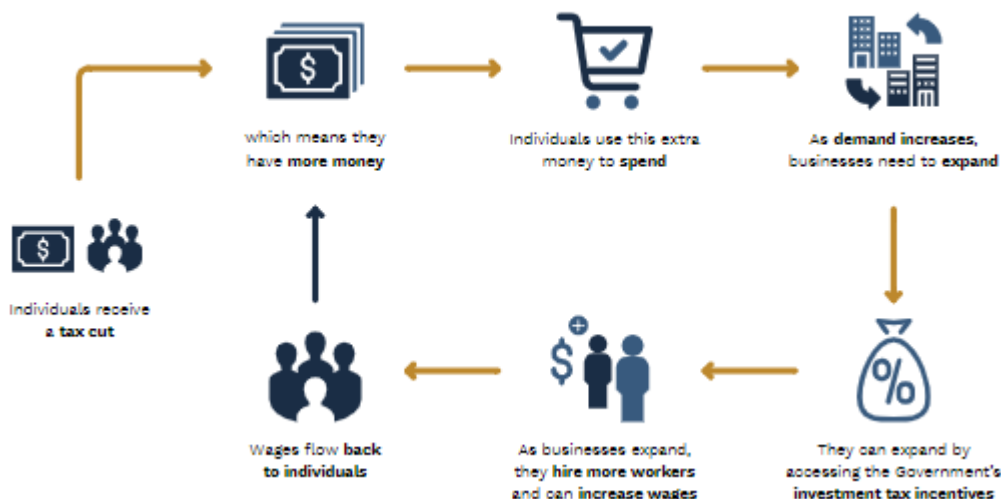 Individuals receive
a tax cut
$
which means they
have more money
$
Individuals use this extra
money to spend
As demand increases,
businesses need to expand
%
They can expand by
accessing the Government's
investment tax incentives
$
As businesses expand,
they hire more workers
and can increase wages
Wages flow back
to individuals